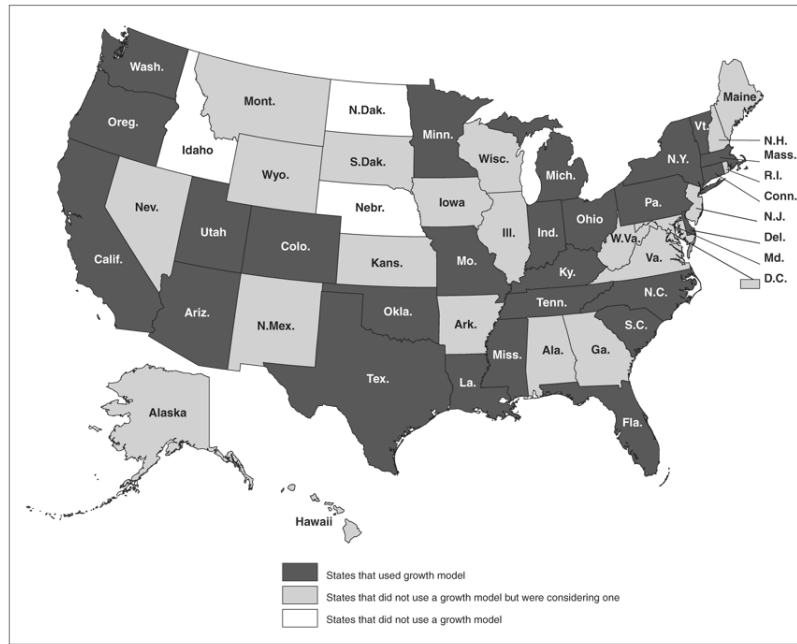 Wash.
Oreg.
Idaho
Mont.
N.Dak.
Minn.
Wisc.
Mich.
Maine
Vt.
N.H.
Mass.
N.Y.
R.I.
Conn.
S.Dak.
Wyo.
Nev.
Utah
Colo.
Nebr.
Iowa
Ill.
Ind.
Ohio
Pa.
N.J.
Del.
Md.
D.C.
W.Va.
Va.
Calif.
Kans.
Mo.
Ky.
N.C.
Tenn.
S.C.
Ariz.
N.Mex.
Okla.
Ark.
Miss.
Ala.
Ga.
Tex.
La.
Fla.
Alaska
Hawaii
States that used growth model
States that did not use a growth model but were considering one
States that did not use a growth model